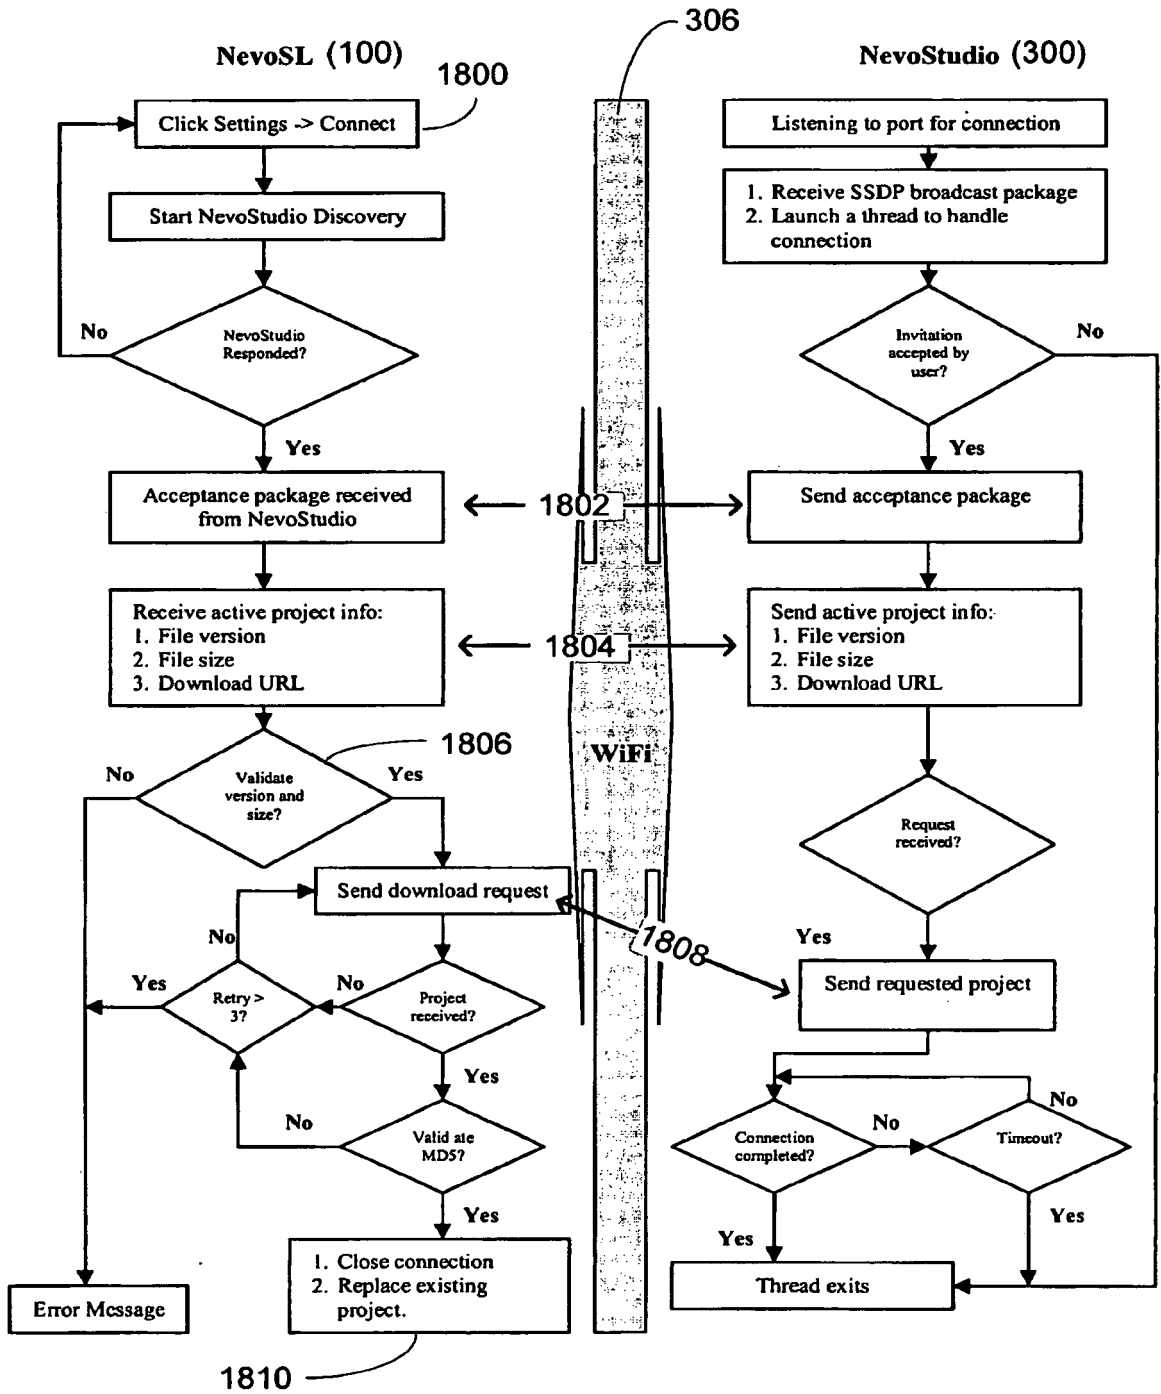 306
NevoSL (100)
NevoStudio (300)
1800
Click Settings -> Connect
Start NevoStudio Discovery
NevoStudio
Responded?
No
Yes
Acceptance package received
from NevoStudio
Receive active project info:
1. File version
2. File size
3. Download URL
1806
Validate
version and
size?
No
Yes
Send download request
No
Retry >
3?
Yes
No
Project
received?
Yes
No
Valid ate
MD5?
Yes
1. Close connection
2. Replace existing
project.
Error Message
1810
1802
1804
WiFi
1808
Listening to port for connection
1. Receive SSDP broadcast package
2. Launch a thread to handle
connection
Invitation
accepted by
user?
No
Yes
Send acceptance package
Send active project info:
1. File version
2. File size
3. Download URL
Request
received?
Yes
Send requested project
Connection
completed?
No
Timeout?
No
Yes
Yes
Thread exits